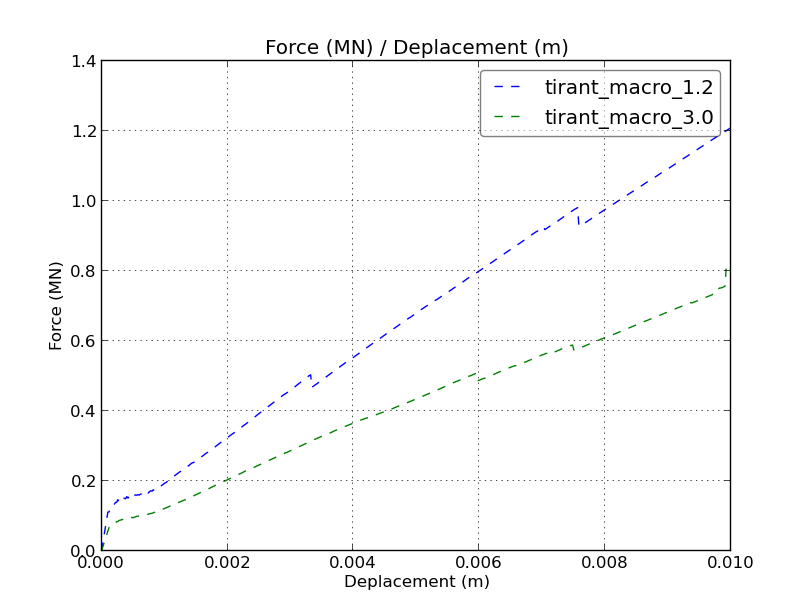 Force (MN) / Deplacement (m)
tirant_macro_1.2
tirant_macro_3.0
Force (MN)
1.4
1.2
1.0
0.8
0.6
0.4
0.2
0.0
0.000 0.002 0.004 0.006 0.008 0.010
Deplacement (m)